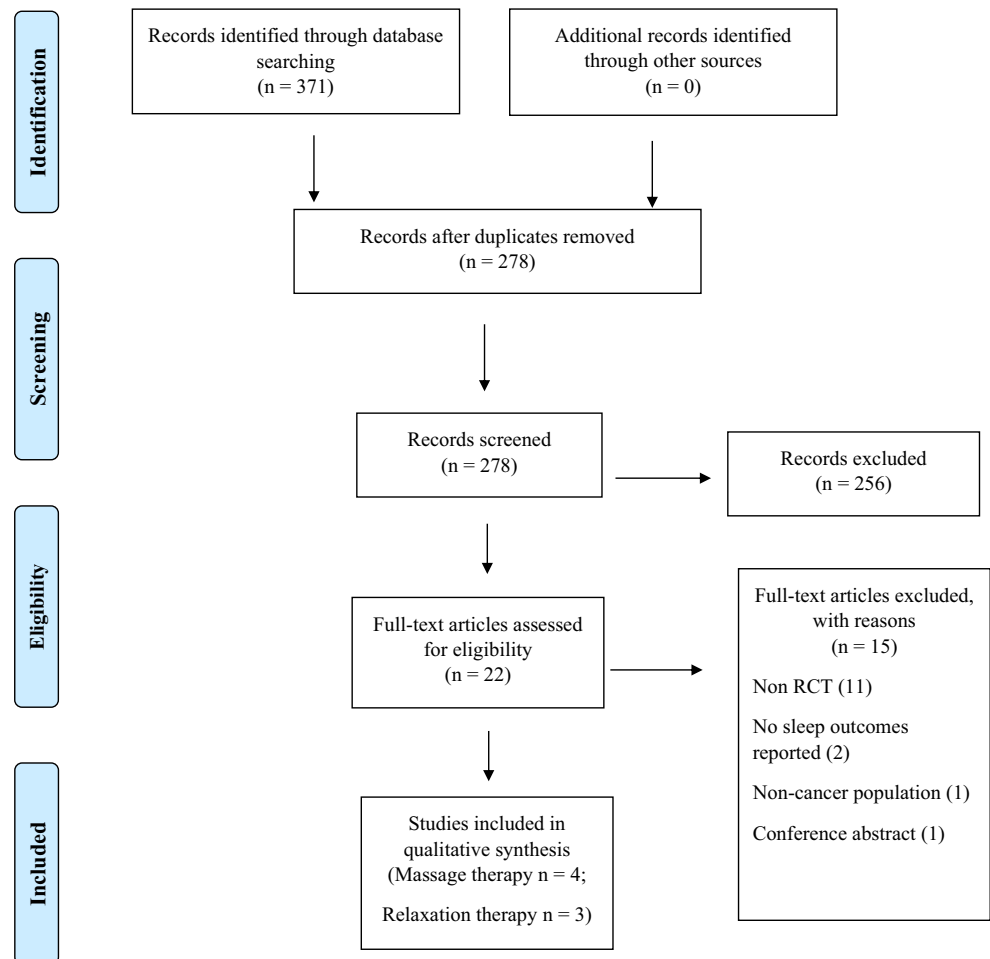 Identification
Records identified through database
searching
(n = 371)
Additional records identified
through other sources
(n = 0)
Records after duplicates removed
(n = 278)
Screening
Records screened
(n = 278)
Records excluded
(n = 256)
Eligibility
Full-text articles assessed
for eligibility
(n = 22)
Full-text articles excluded,
with reasons
(n = 15)
Non RCT (11)
No sleep outcomes
reported (2)
Non-cancer population (1)
Conference abstract (1)
Included
Studies included in
qualitative synthesis
(Massage therapy n = 4;
Relaxation therapy n = 3)